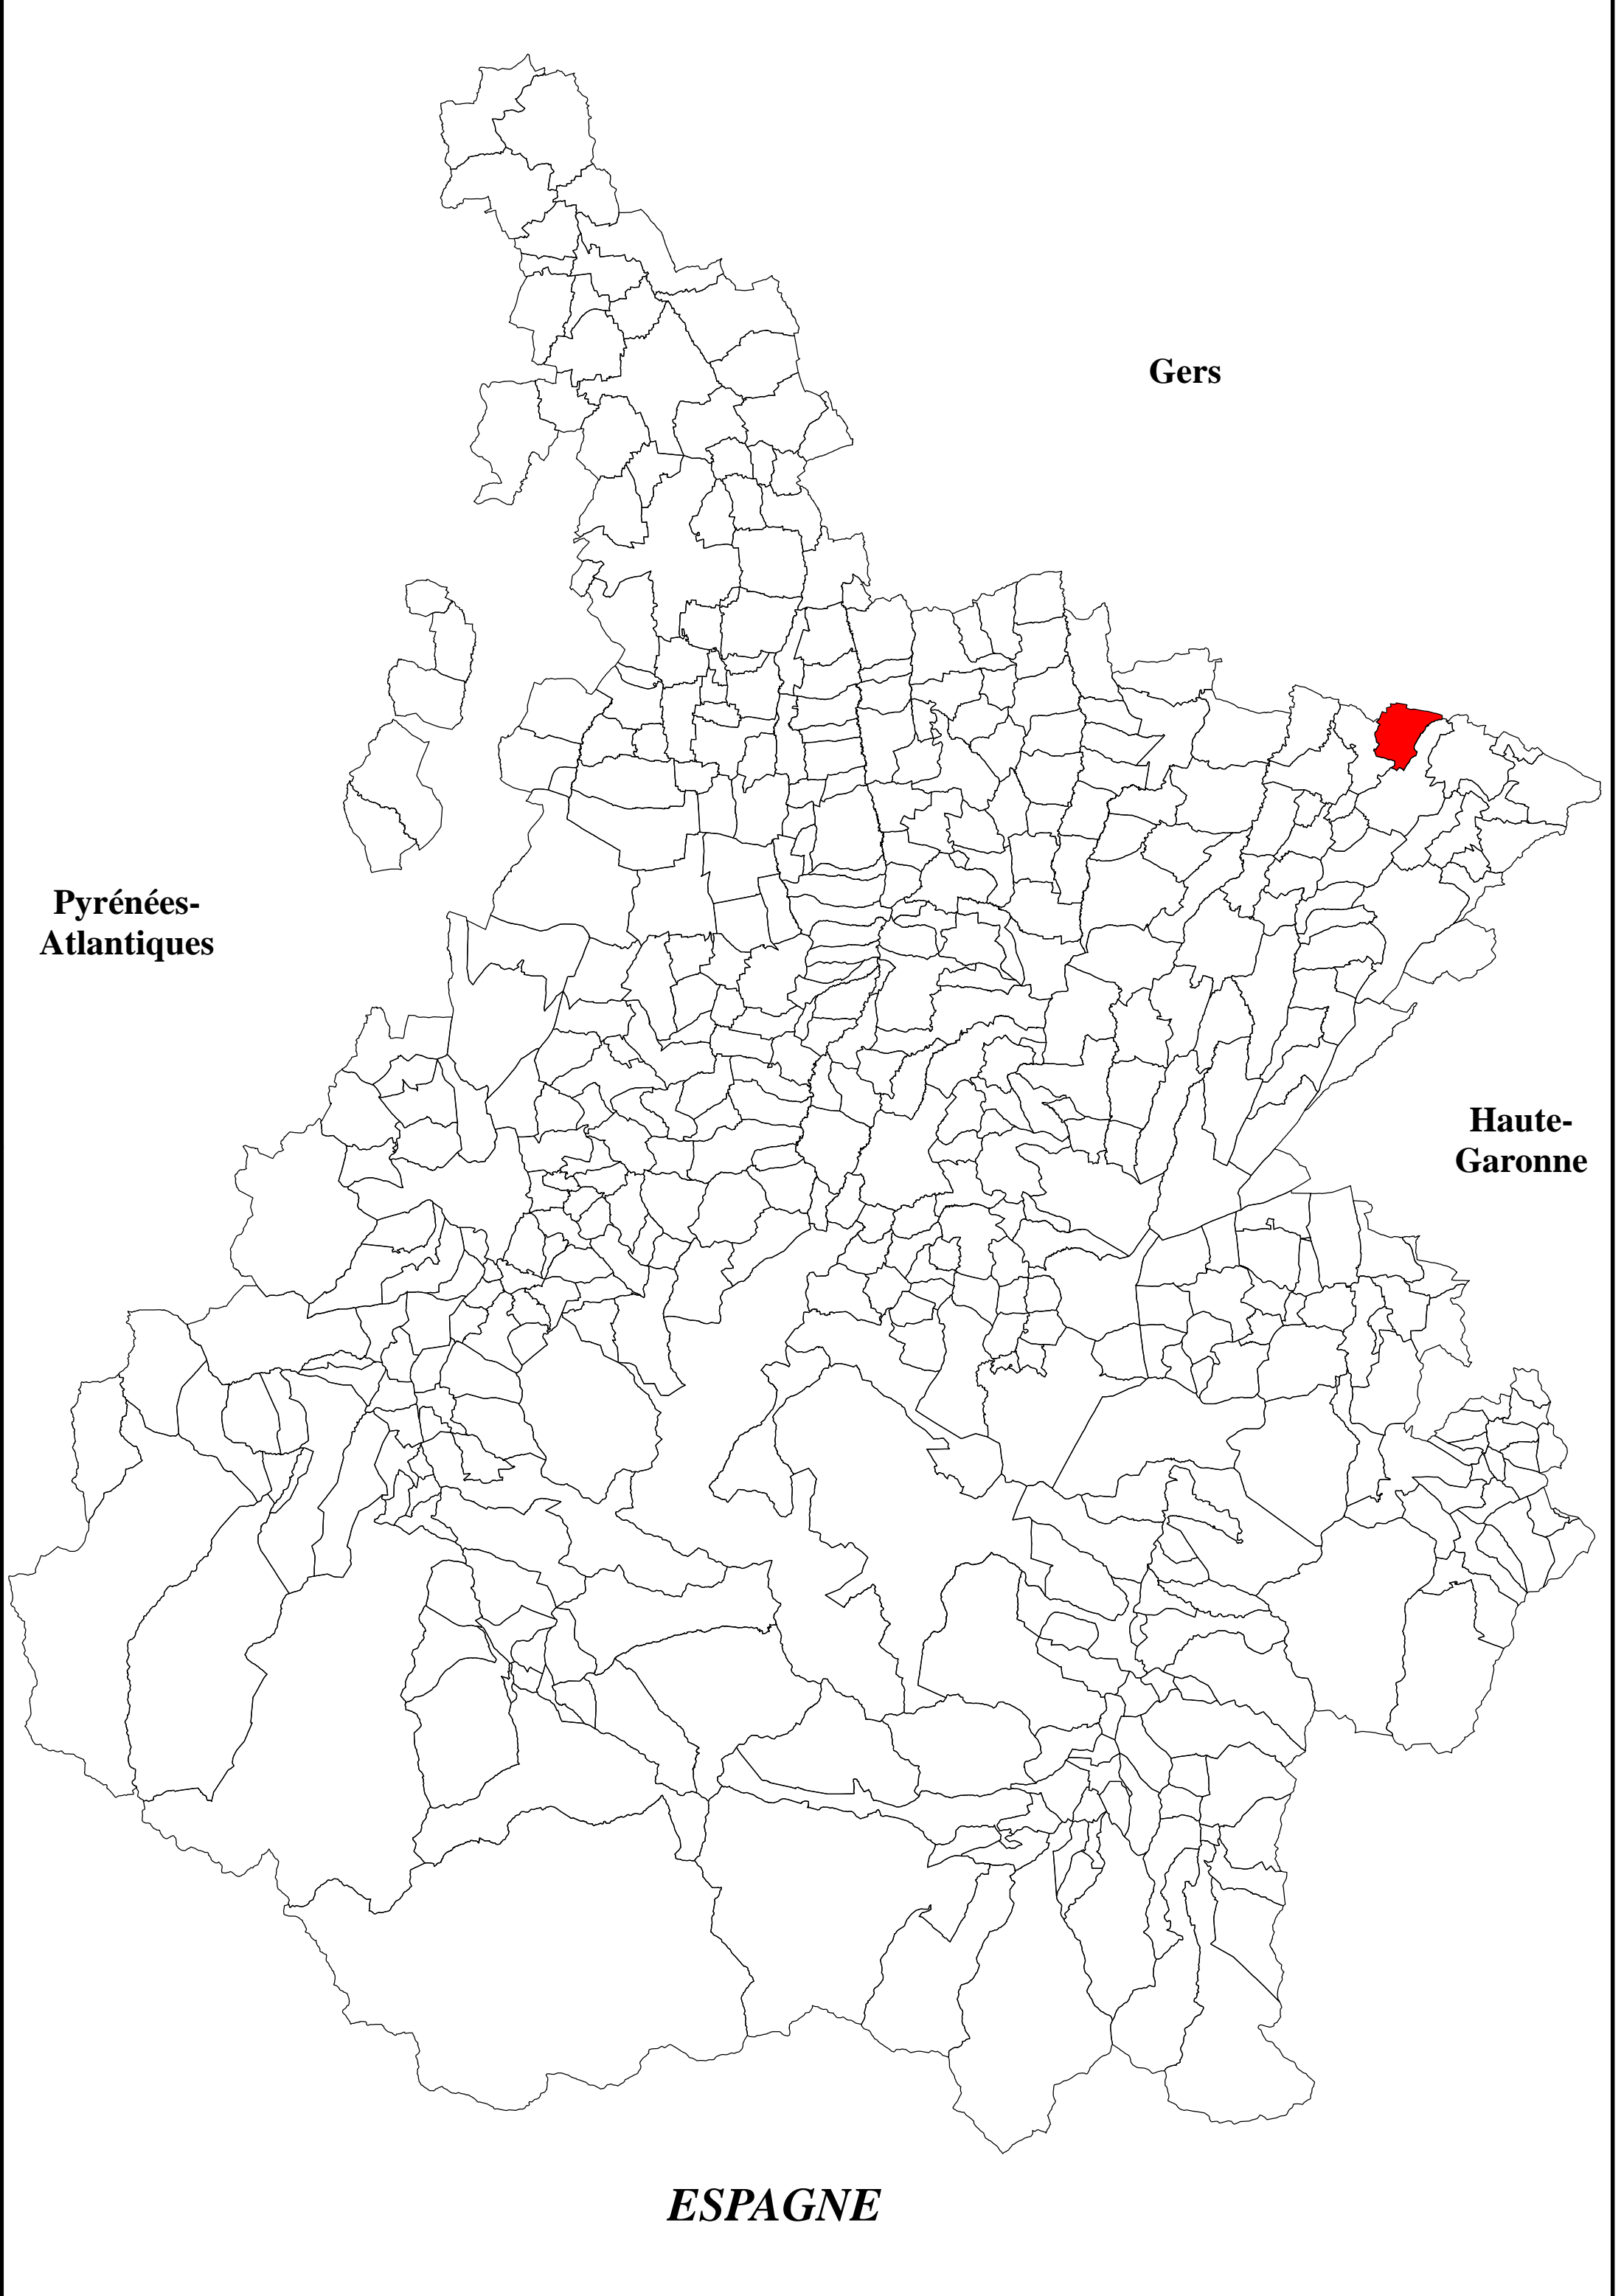 Gers
Pyrénées-
Atlantiques
Haute-
Garonne
ESPAGNE